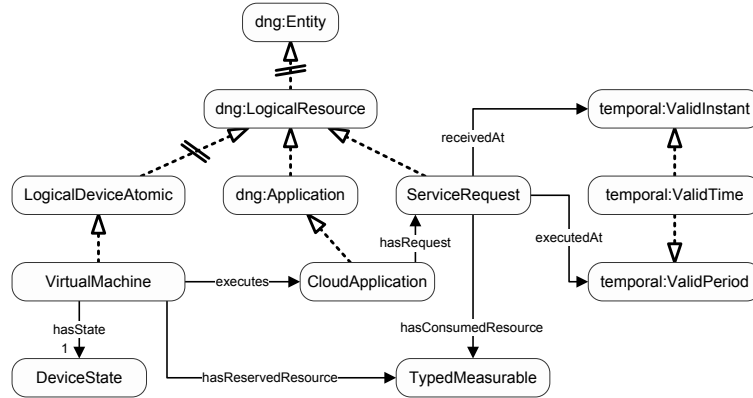 dng:Entity
dng:LogicalResource
temporal:ValidInstant
receivedAt
LogicalDeviceAtomic
dng:Application
ServiceRequest
temporal:ValidTime
hasRequest
executedAt
VirtualMachine
executes
CloudApplication
temporal:ValidPeriod
hasState
1
hasConsumedResource
DeviceState
hasReservedResource
TypedMeasurable